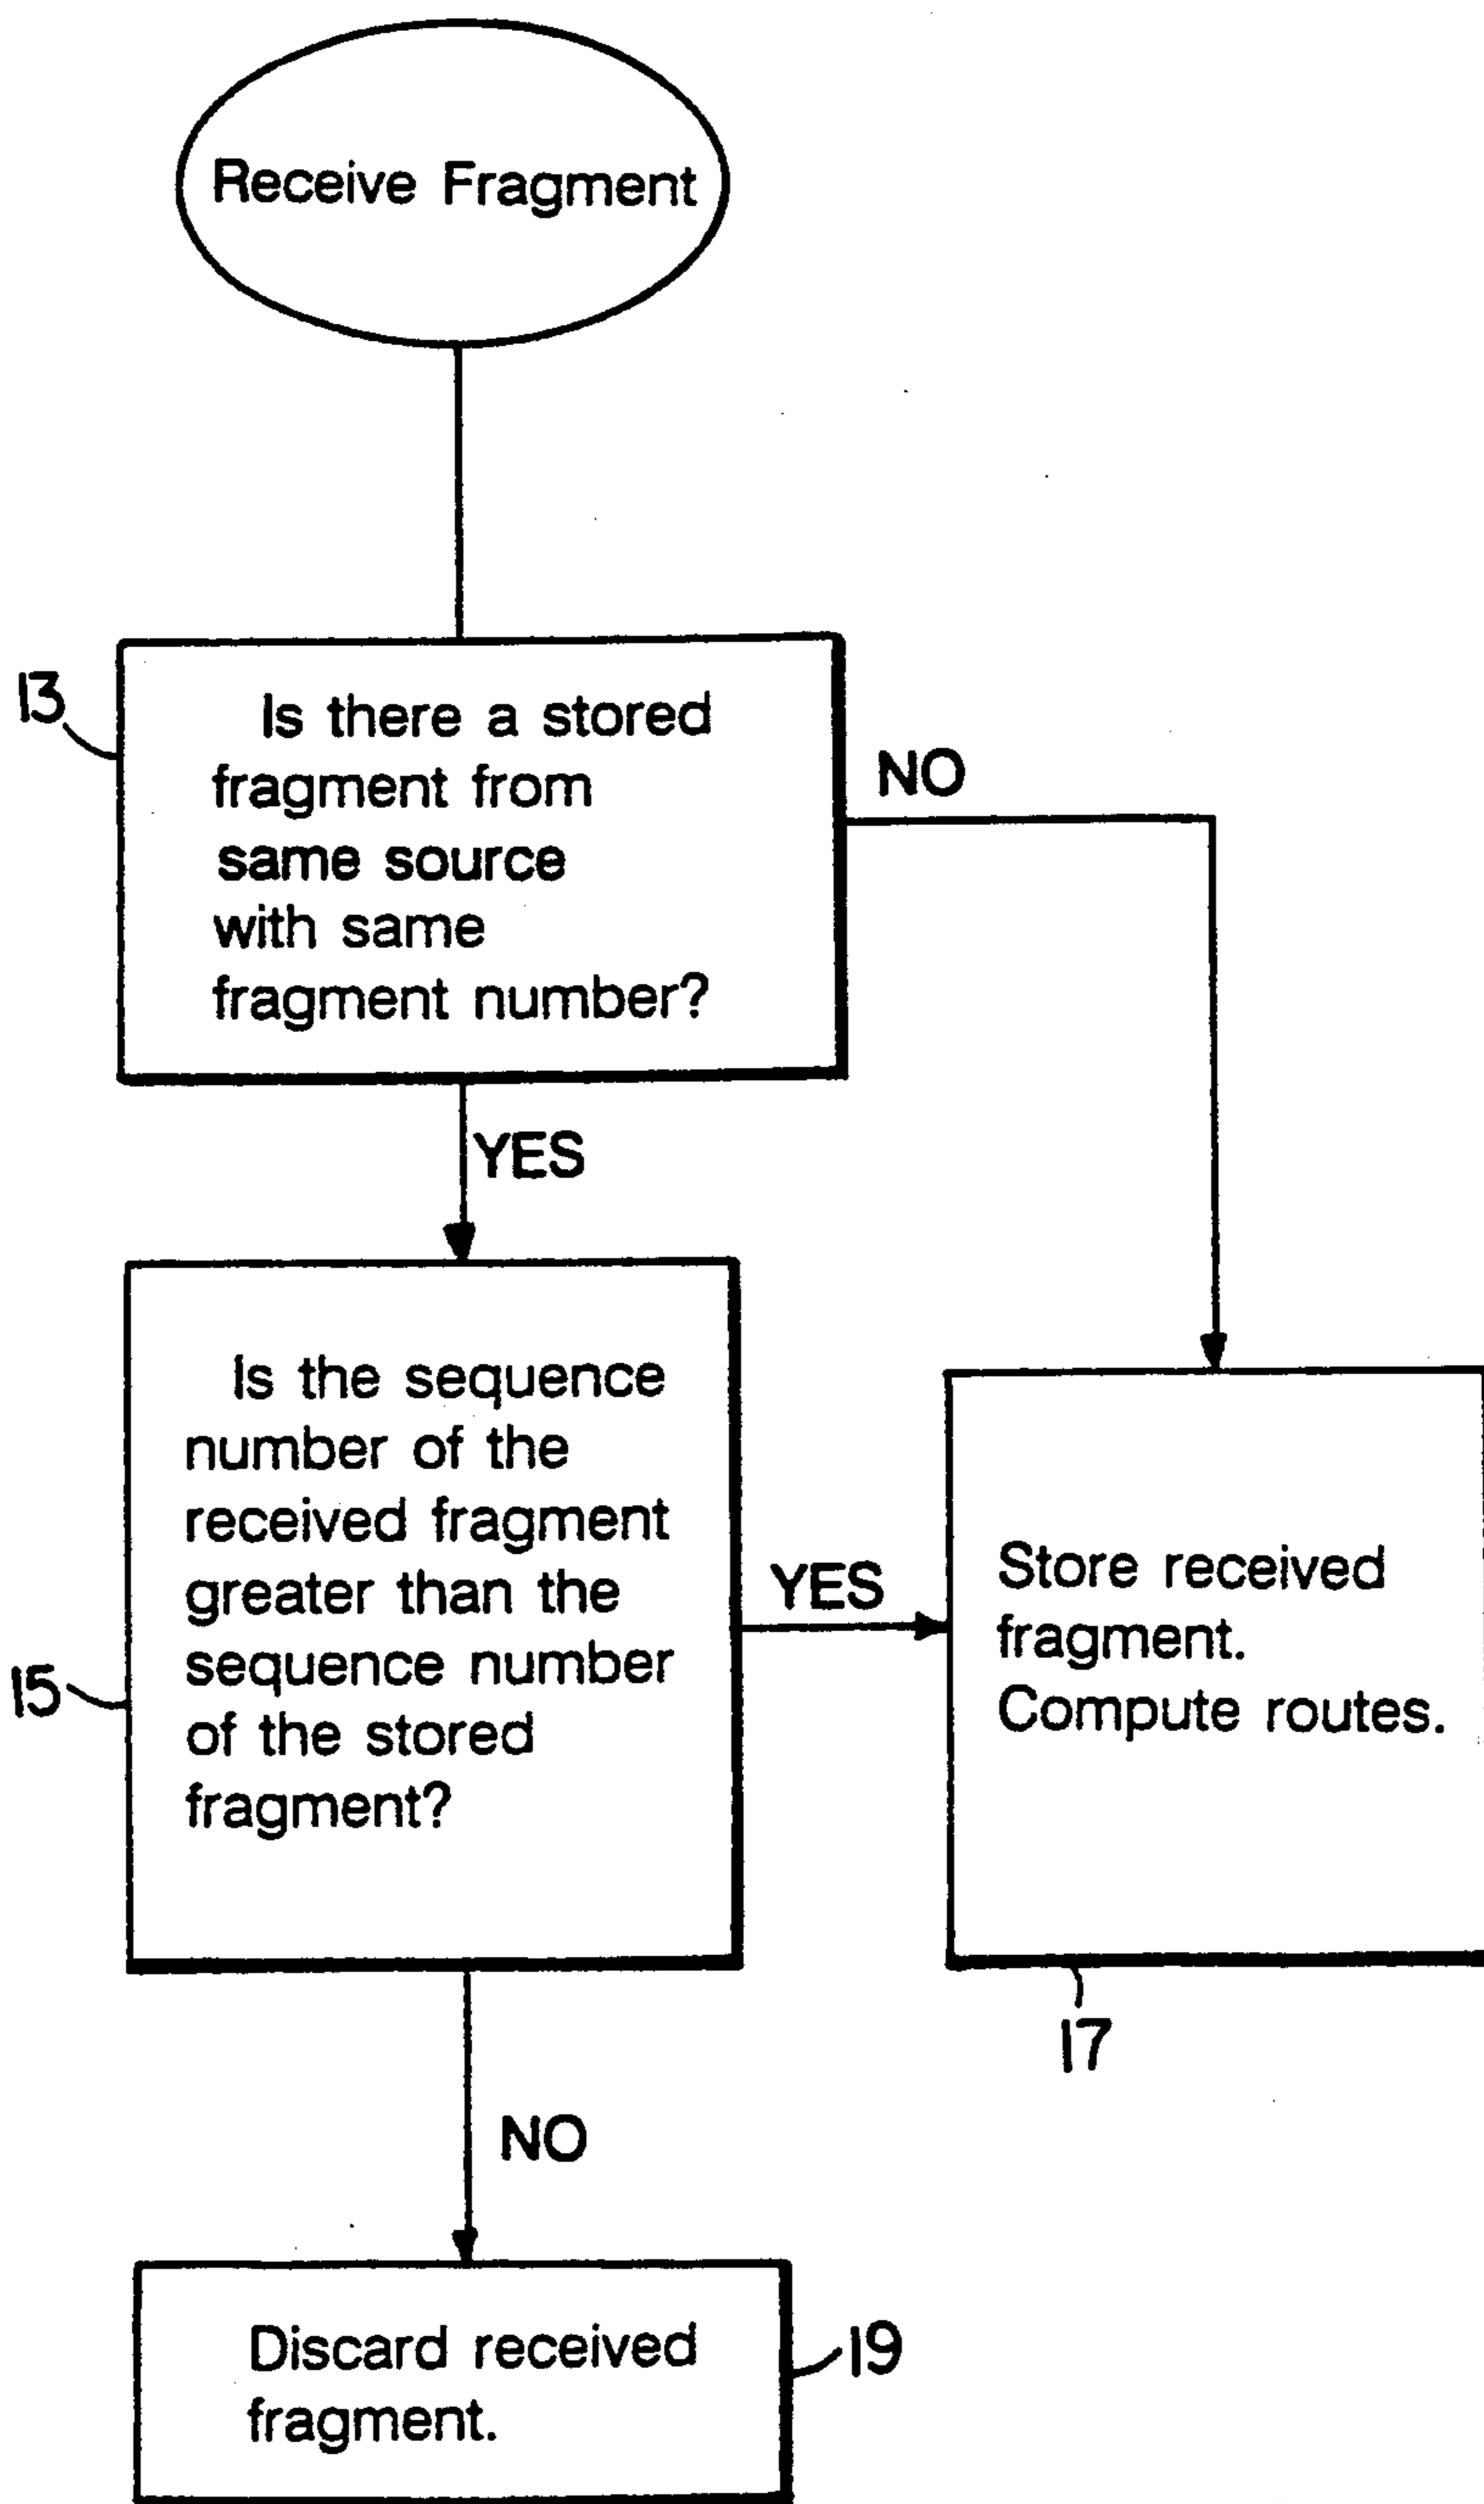 Receive Fragment
13
Is there a stored
fragment from
same source
with same
fragment number?
NO
YES
Is the sequence
number of the
received fragment
greater than the
sequence number
of the stored
fragment?
15
YES
Store received
fragment.
Compute routes.
17
NO
Discard received
fragment.
19